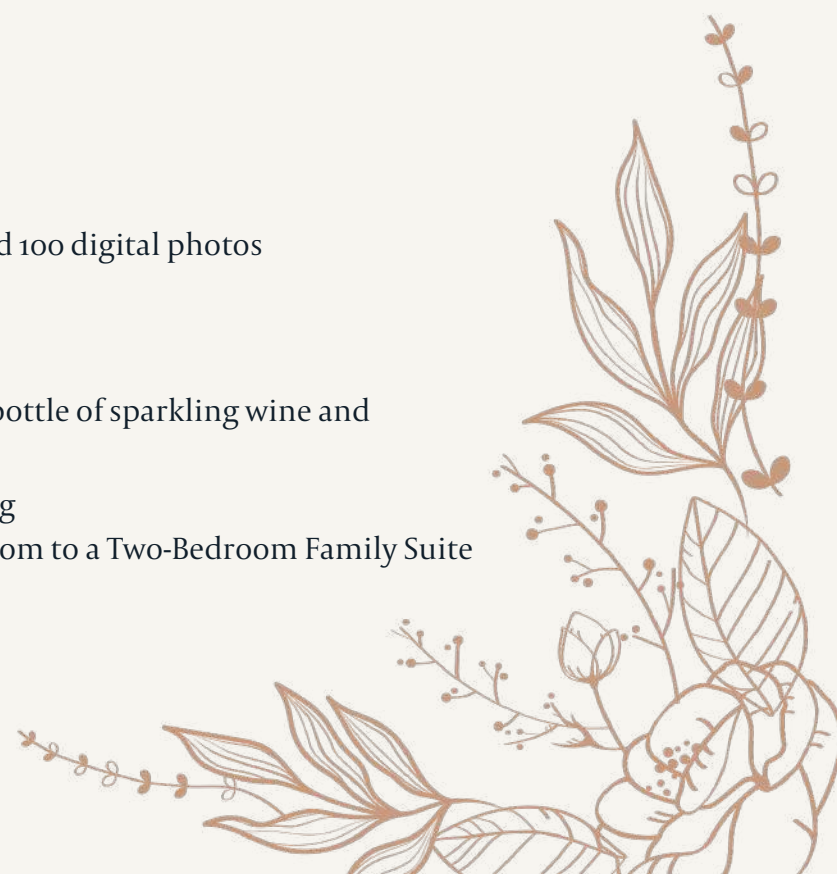 d 100 digital photos
bottle of sparkling wine and
g
om to a Two-Bedroom Family Suite